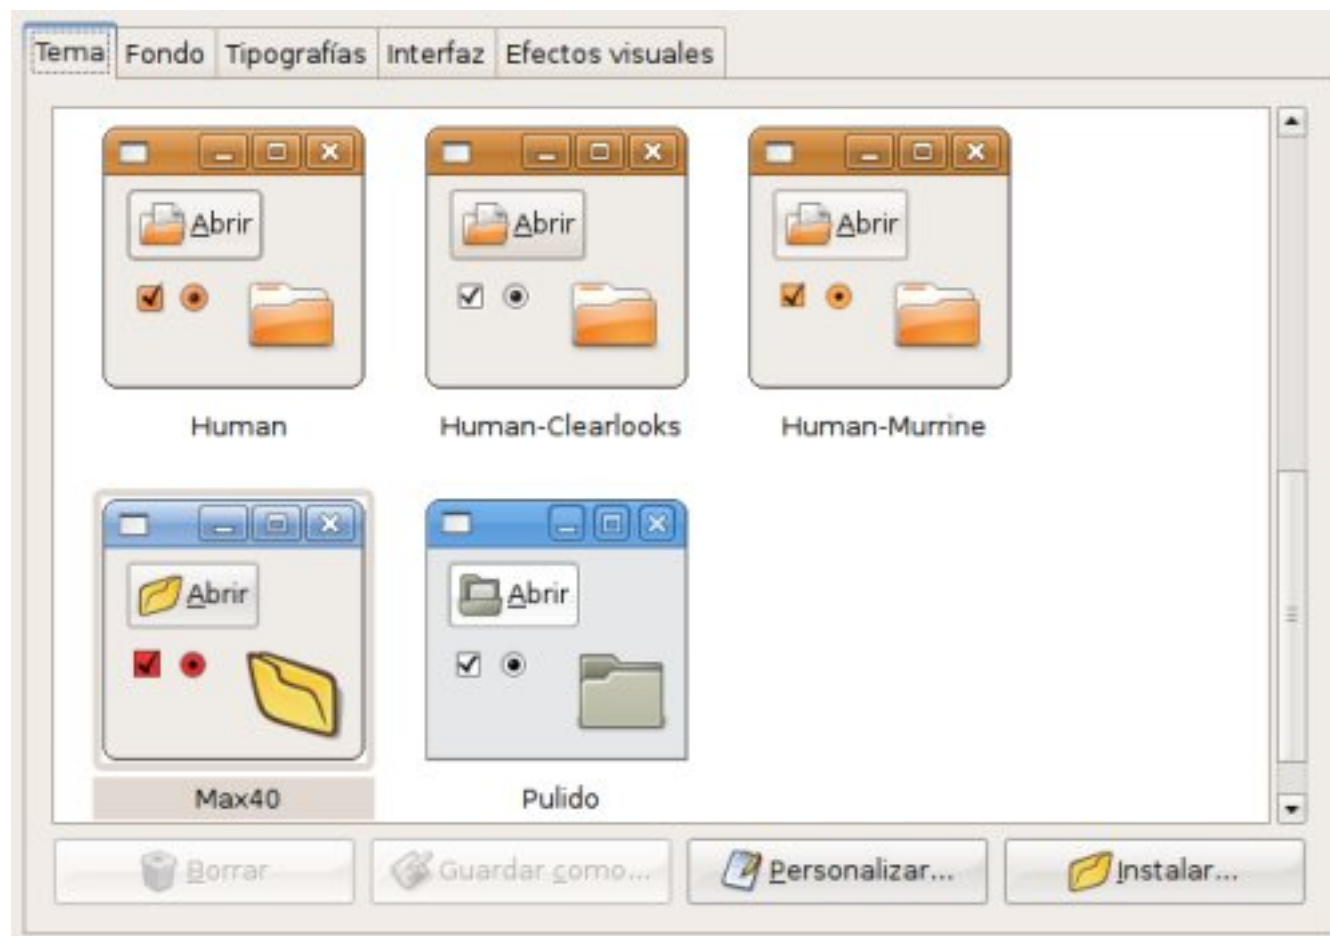 Tema Fondo Tipografías Interfaz Efectos visuales
Abrir Abrir Abrir
Human Human-Clearlooks Human-Murrine
Abrir Abrir
Max40 Pulido
Borrar Guardar como... Personalizar... Instalar...